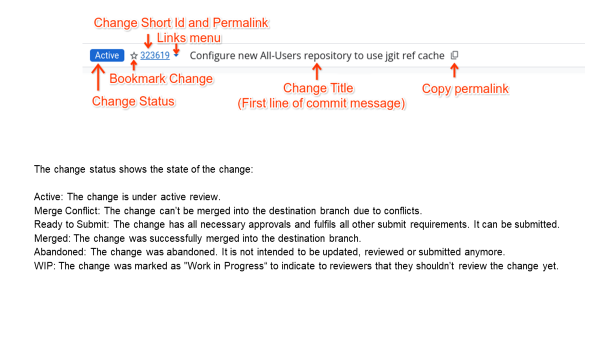 Change Short Id and Permalink
Links menu
Active 323619 Configure new All-Users repository to use jgit ref cache
Bookmark Change
Change Status
Change Title
(First line of commit message)
Copy permalink
The change status shows the state of the change:
Active: The change is under active review.
Merge Conflict: The change can't be merged into the destination branch due to conflicts.
Ready to Submit: The change has all necessary approvals and fulfils all other submit requirements. It can be submitted.
Merged: The change was successfully merged into the destination branch.
Abandoned: The change was abandoned. It is not intended to be updated, reviewed or submitted anymore.
WIP: The change was marked as "Work in Progress“ to indicate to reviewers that they shouldn't review the change yet.